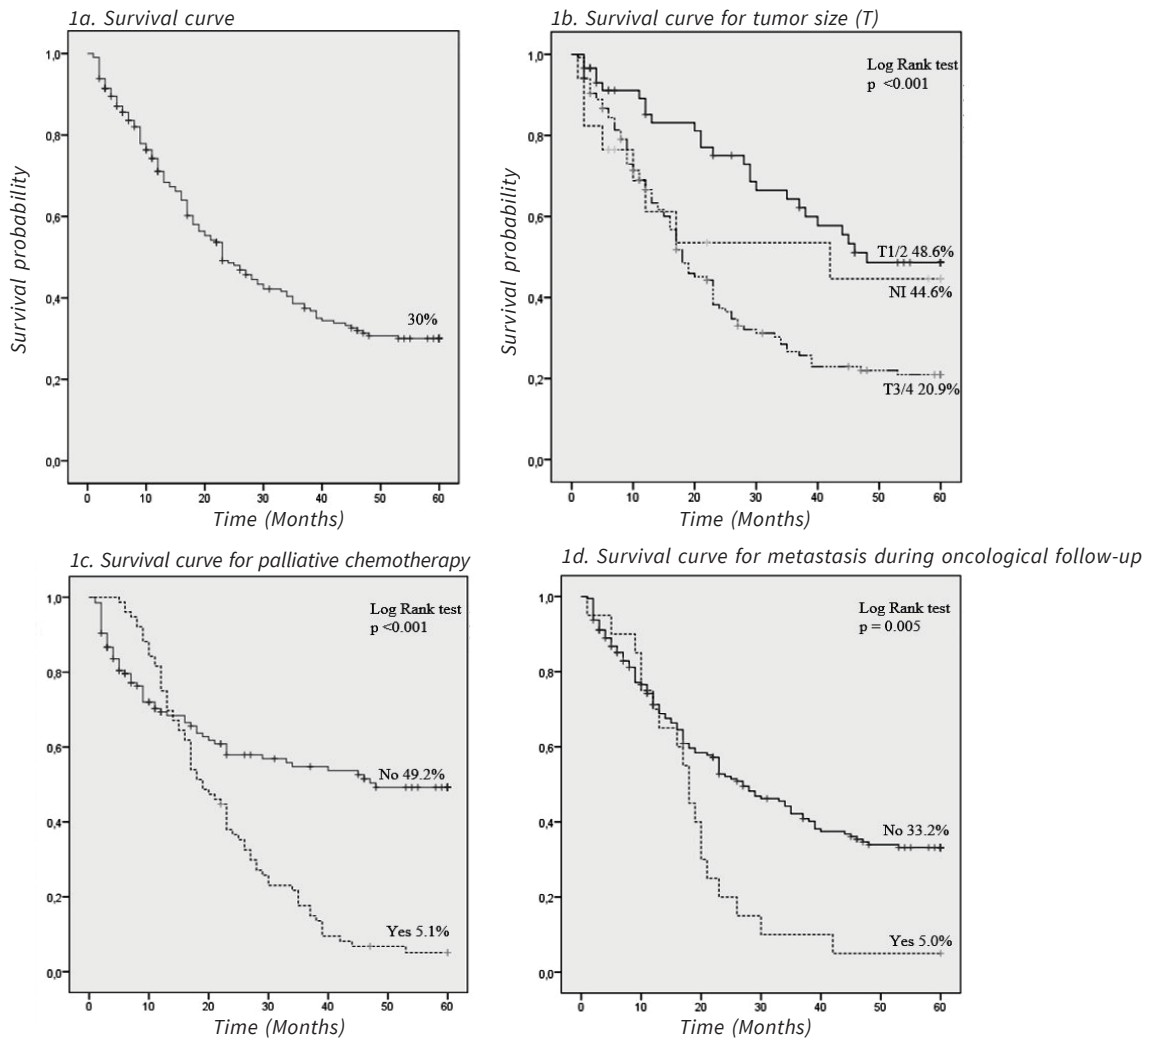 1a. Survival curve
Survival probability
1,0
0,8
0,6
0,4
0,2
0,0
30%
0 10 20 30 40 50 60
Time (Months)
1b. Survival curve for tumor size (T)
Survival probability
1,0
0,8
0,6
0,4
0,2
0,0
Log Rank test
p <0.001
T1/2 48.6%
NI 44.6%
T3/4 20.9%
0 10 20 30 40 50 60
Time (Months)
1c. Survival curve for palliative chemotherapy
1,0
0,8
0,6
0,4
0,2
0,0
Log Rank test
p <0.001
No 49.2%
Yes 5.1%
0 10 20 30 40 50 60
Time (Months)
1d. Survival curve for metastasis during oncological follow-up
1,0
0,8
0,6
0,4
0,2
0,0
Log Rank test
p = 0.005
No 33.2%
Yes 5.0%
0 10 20 30 40 50 60
Time (Months)